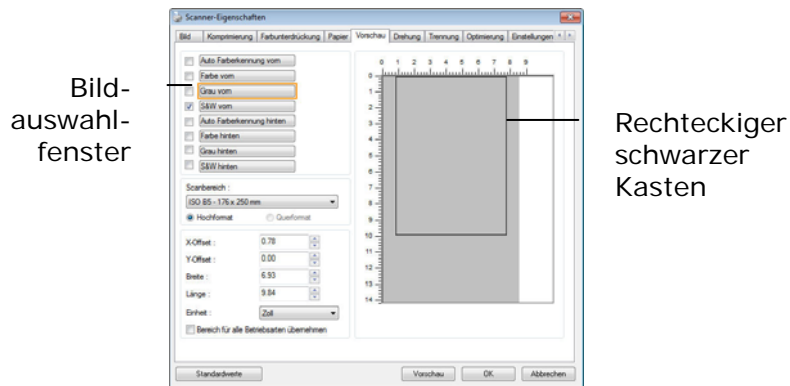 Scanner-Eigenschaften
Bild Komprimierung Farbunterdrückung Papier Vorschau Drehung Trennung Optimierung Einstellungen
Auto Faberkennung vorn
Farbe vorn
Grau vorn
S&W vorn
Auto Faberkennung hinten
Farbe hinten
Grau hinten
S&W hinten
Scanbereich :
ISO B5 - 176 x 250 mm
Hochformat Querformat
X-Offset : 0.78
Y-Offset : 0.00
Breite : 6.93
Länge : 9.84
Einheit : Zoll
Bereich für alle Betriebsarten übernehmen
0 1 2 3 4 5 6 7 8 9
0
1
2
3
4
5
6
7
8
9
10
11
12
13
14
Standardwerte Vorschau OK Abbrechen
Bild-
auswahl-
fenster
Rechteckiger
schwarzer
Kasten